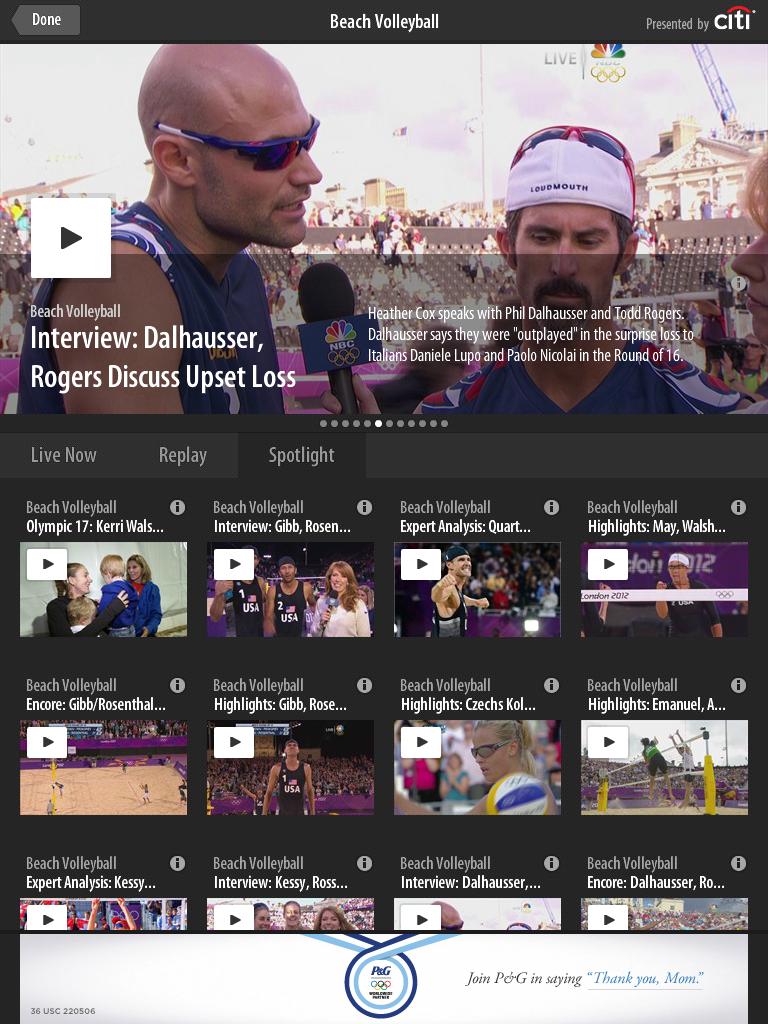 Done
Beach Volleyball
Presented by citi
LIVE NBC
LOUDMOUTH
NBC
Beach Volleyball
Interview: Dalhausser,
Rogers Discuss Upset Loss
Heather Cox speaks with Phil Dalhausser and Todd Rogers.
Dalhausser says they were "outplayed" in the surprise loss to
Italians Daniele Lupo and Paolo Nicolai in the Round of 16.
Live Now Replay Spotlight
Beach Volleyball
Olympic 17: Kerri Wals...
Beach Volleyball
Interview: Gibb, Rosen...
1 USA
2 USA
Beach Volleyball
Expert Analysis: Quart...
Beach Volleyball
Highlights: May, Walsh...
London 2012
USA
Beach Volleyball
Encore: Gibb/Rosenthal...
Beach Volleyball
Highlights: Gibb, Rose...
1
USA
Beach Volleyball
Highlights: Czechs Kol...
Beach Volleyball
Highlights: Emanuel, A...
Beach Volleyball
Expert Analysis: Kessy...
Beach Volleyball
Interview: Kessy, Ross...
Beach Volleyball
Interview: Dalhausser,...
Beach Volleyball
Encore: Dalhausser, Ro...
P&G
WORLDWIDE
PARTNER
Join P&G in saying “Thank you, Mom.”
36 USC 220506